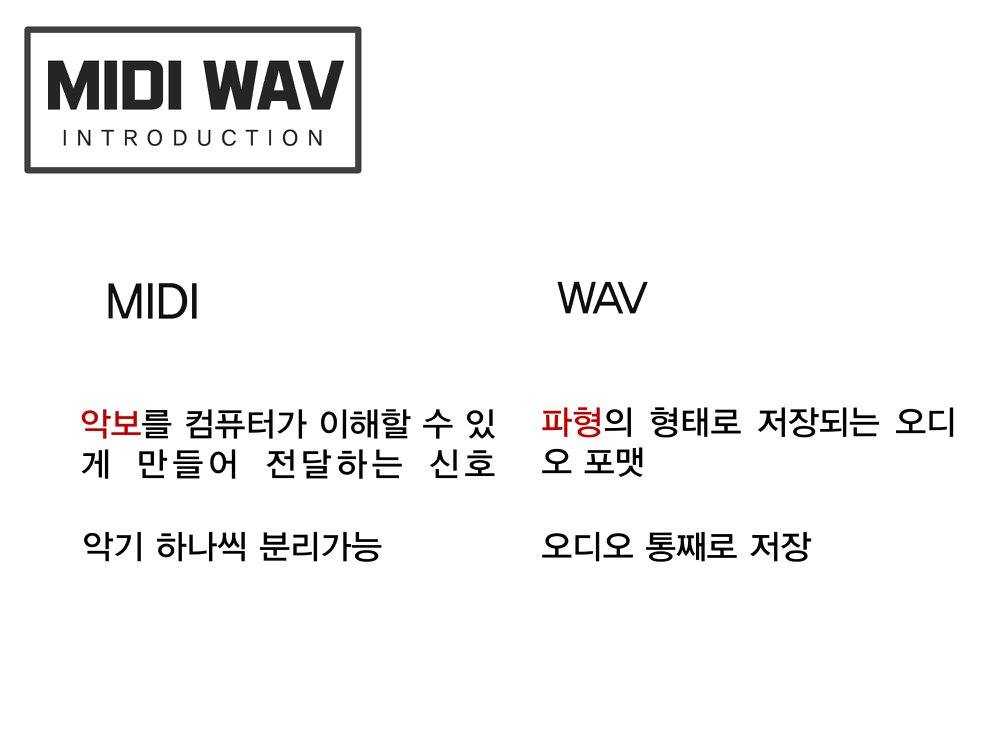 MIDI WAV
INTRODUCTION
MIDI
악보를 컴퓨터가 이해할 수 있
게 만들어 전달하는 신호
악기 하나씩 분리가능
WAV
파형의 형태로 저장되는 오디
오 포맷
오디오 통째로 저장